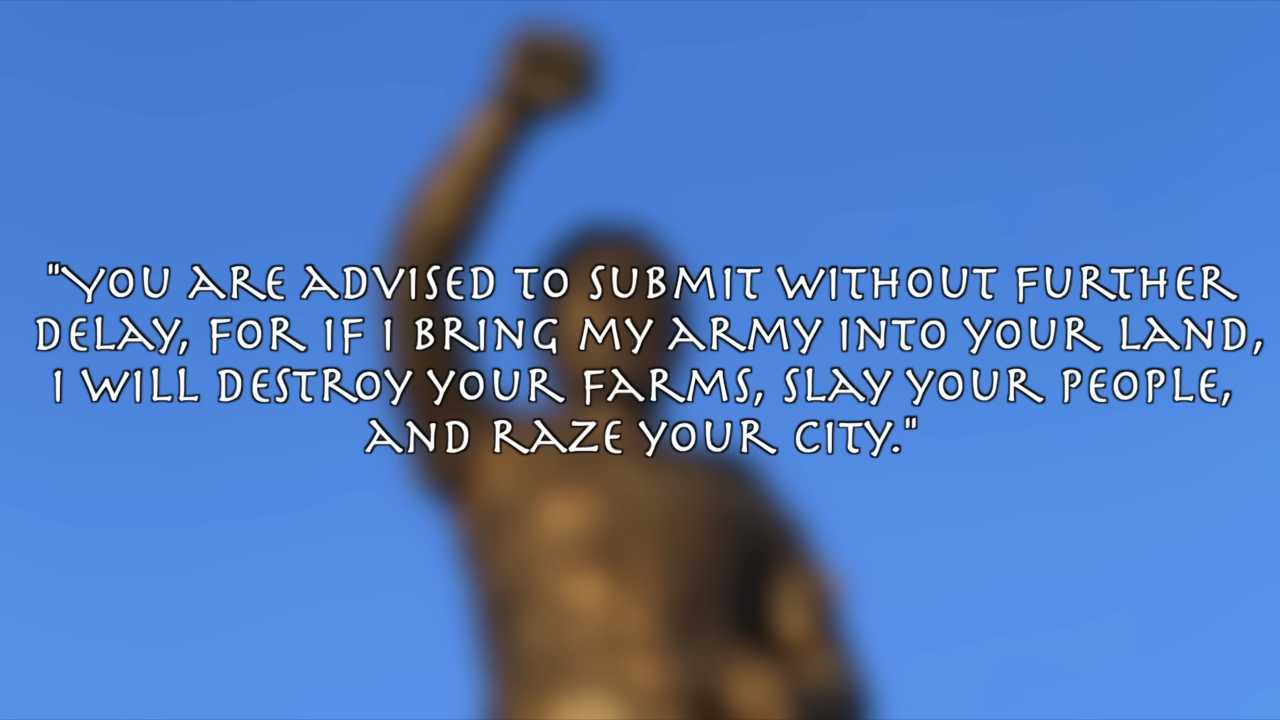 "You are advised to submit without further
delay, for if I bring my army into your land,
I will destroy your farms, slay your people,
and raze your city."